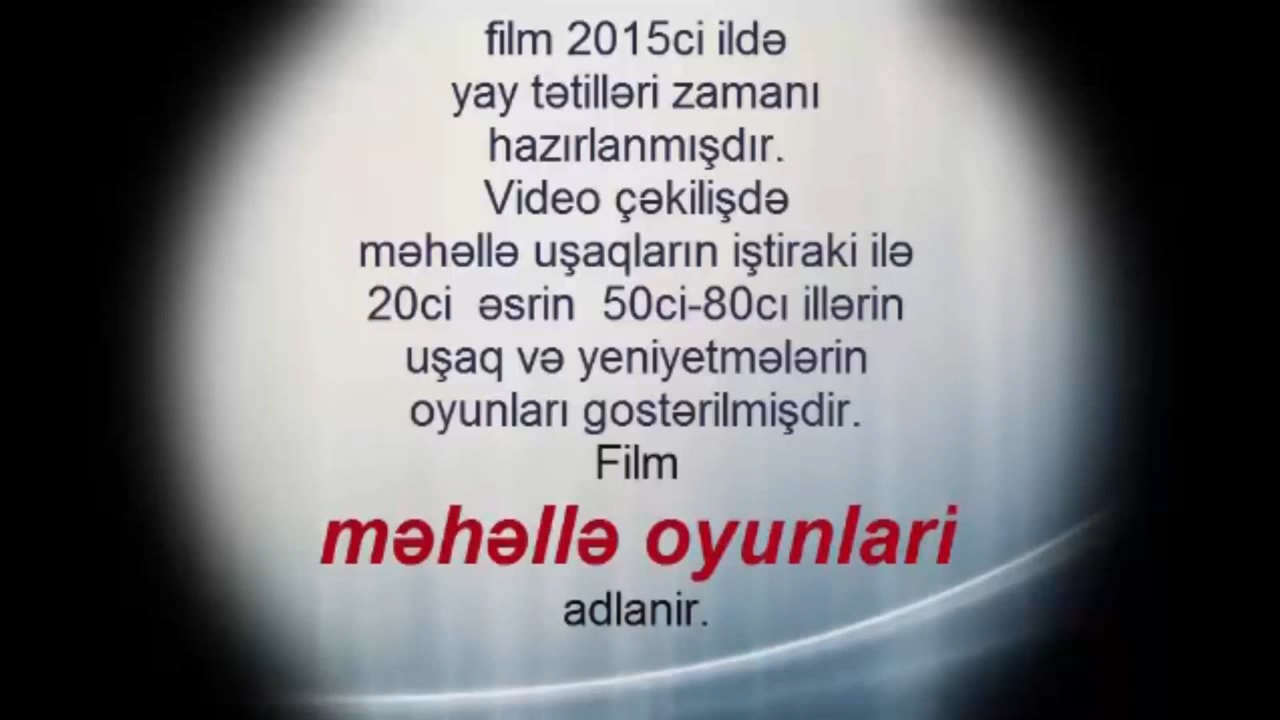 film 2015ci ildə
yay tətilləri zamanı
hazırlanmışdır.
Video çəkilişdə
məhəllə uşaqların iştiraki ilə
20ci əsrin 50ci-80cı illərin
uşaq və yeniyetmələrin
oyunları gostərilmişdir.
Film
məhəllə oyunlari
adlanir.